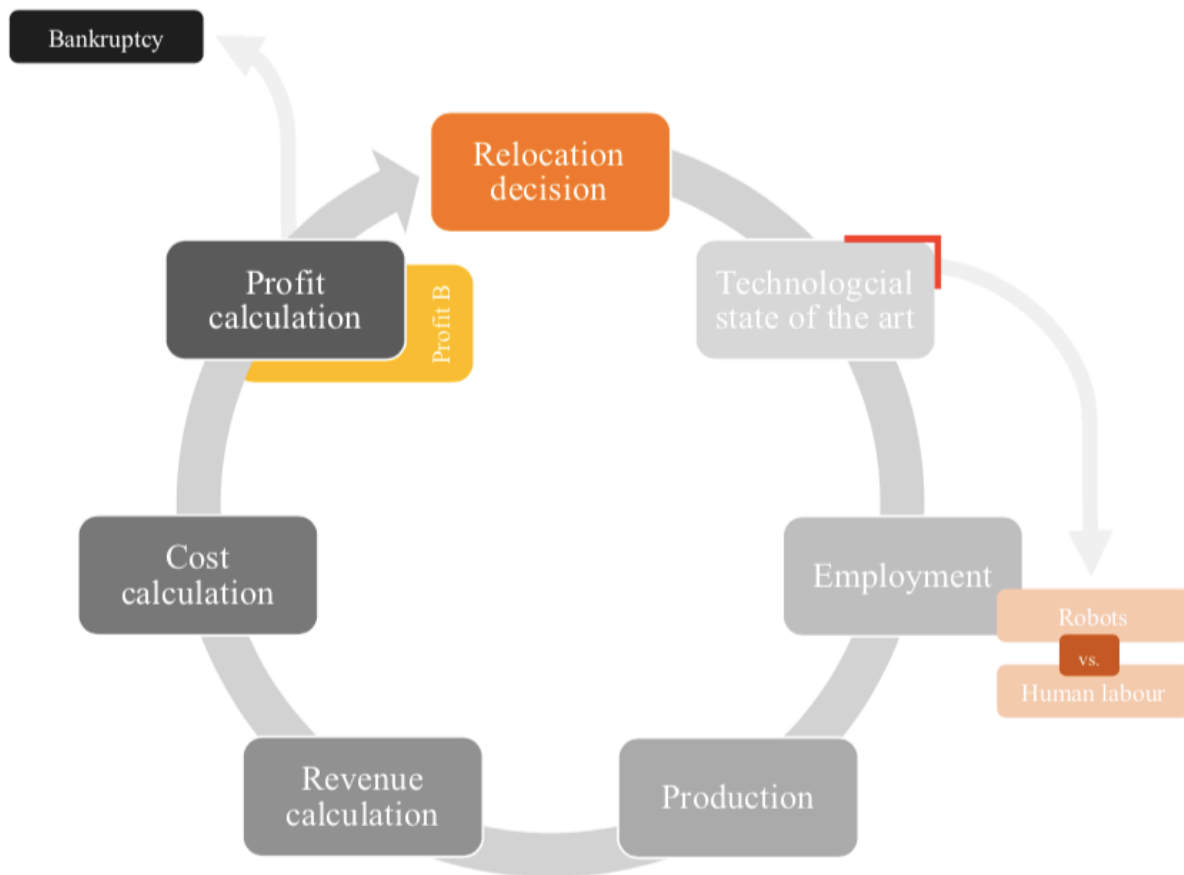 Bankruptcy
Relocation
decision
Technologcial
state of the art
Employment
Robots
vs.
Human labour
Production
Revenue
calculation
Cost
calculation
Profit
calculation
Profit B